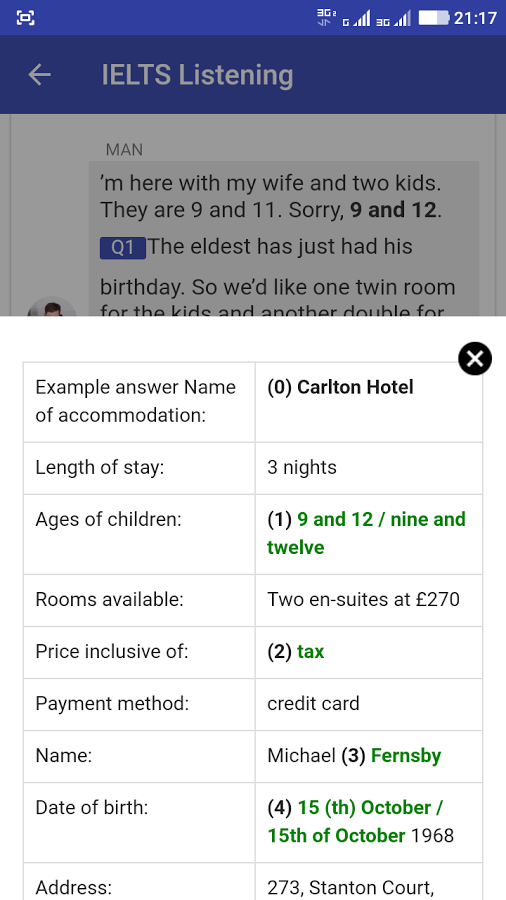 3G 2 G 3G 21:17
IELTS Listening
MAN
’m here with my wife and two kids.
They are 9 and 11. Sorry, 9 and 12.
Q1 The eldest has just had his
birthday. So we’d like one twin room
for the kids and another double for
Example answer Name
of accommodation:
(0) Carlton Hotel
Length of stay:
3 nights
Ages of children:
(1) 9 and 12 / nine and
twelve
Rooms available:
Two en-suites at £270
Price inclusive of:
(2) tax
Payment method:
credit card
Name:
Michael (3) Fernsby
Date of birth:
(4) 15 (th) October /
15th of October 1968
Address:
273, Stanton Court,